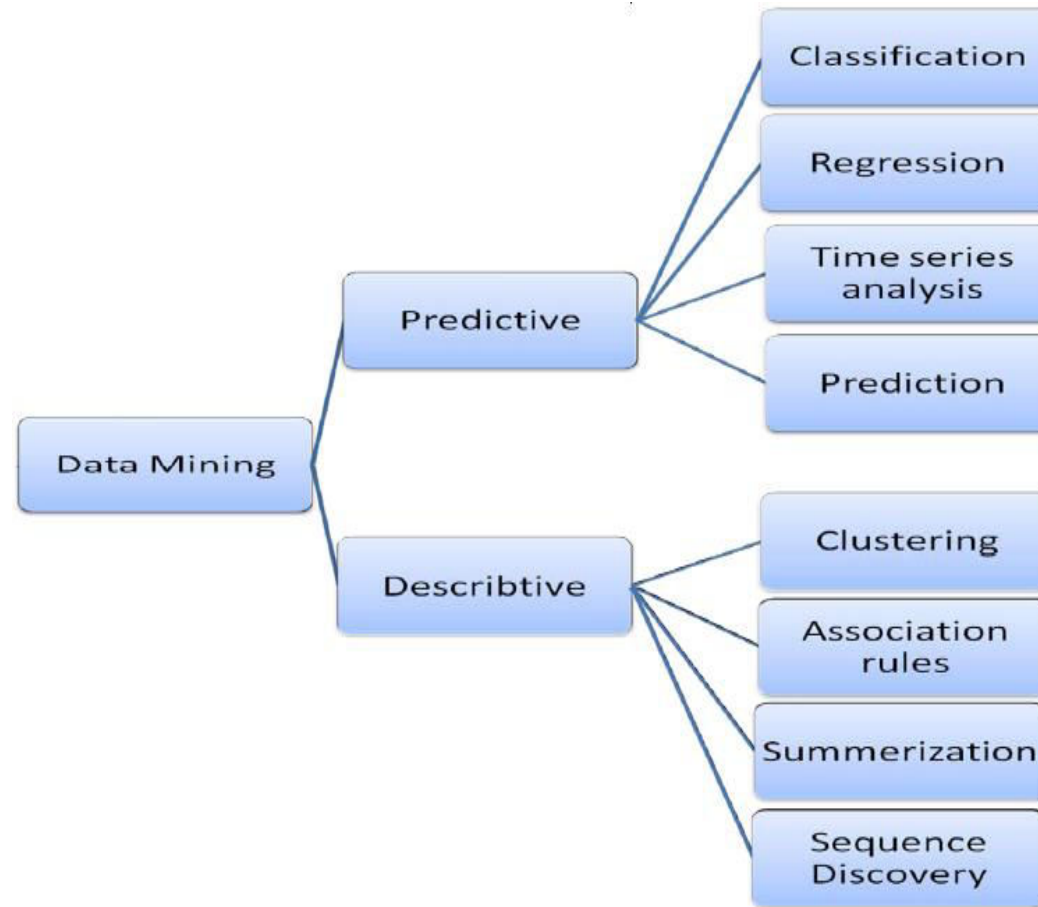 Data Mining
Predictive
Classification
Regression
Time series
analysis
Prediction
Describtive
Clustering
Association
rules
Summerization
Sequence
Discovery